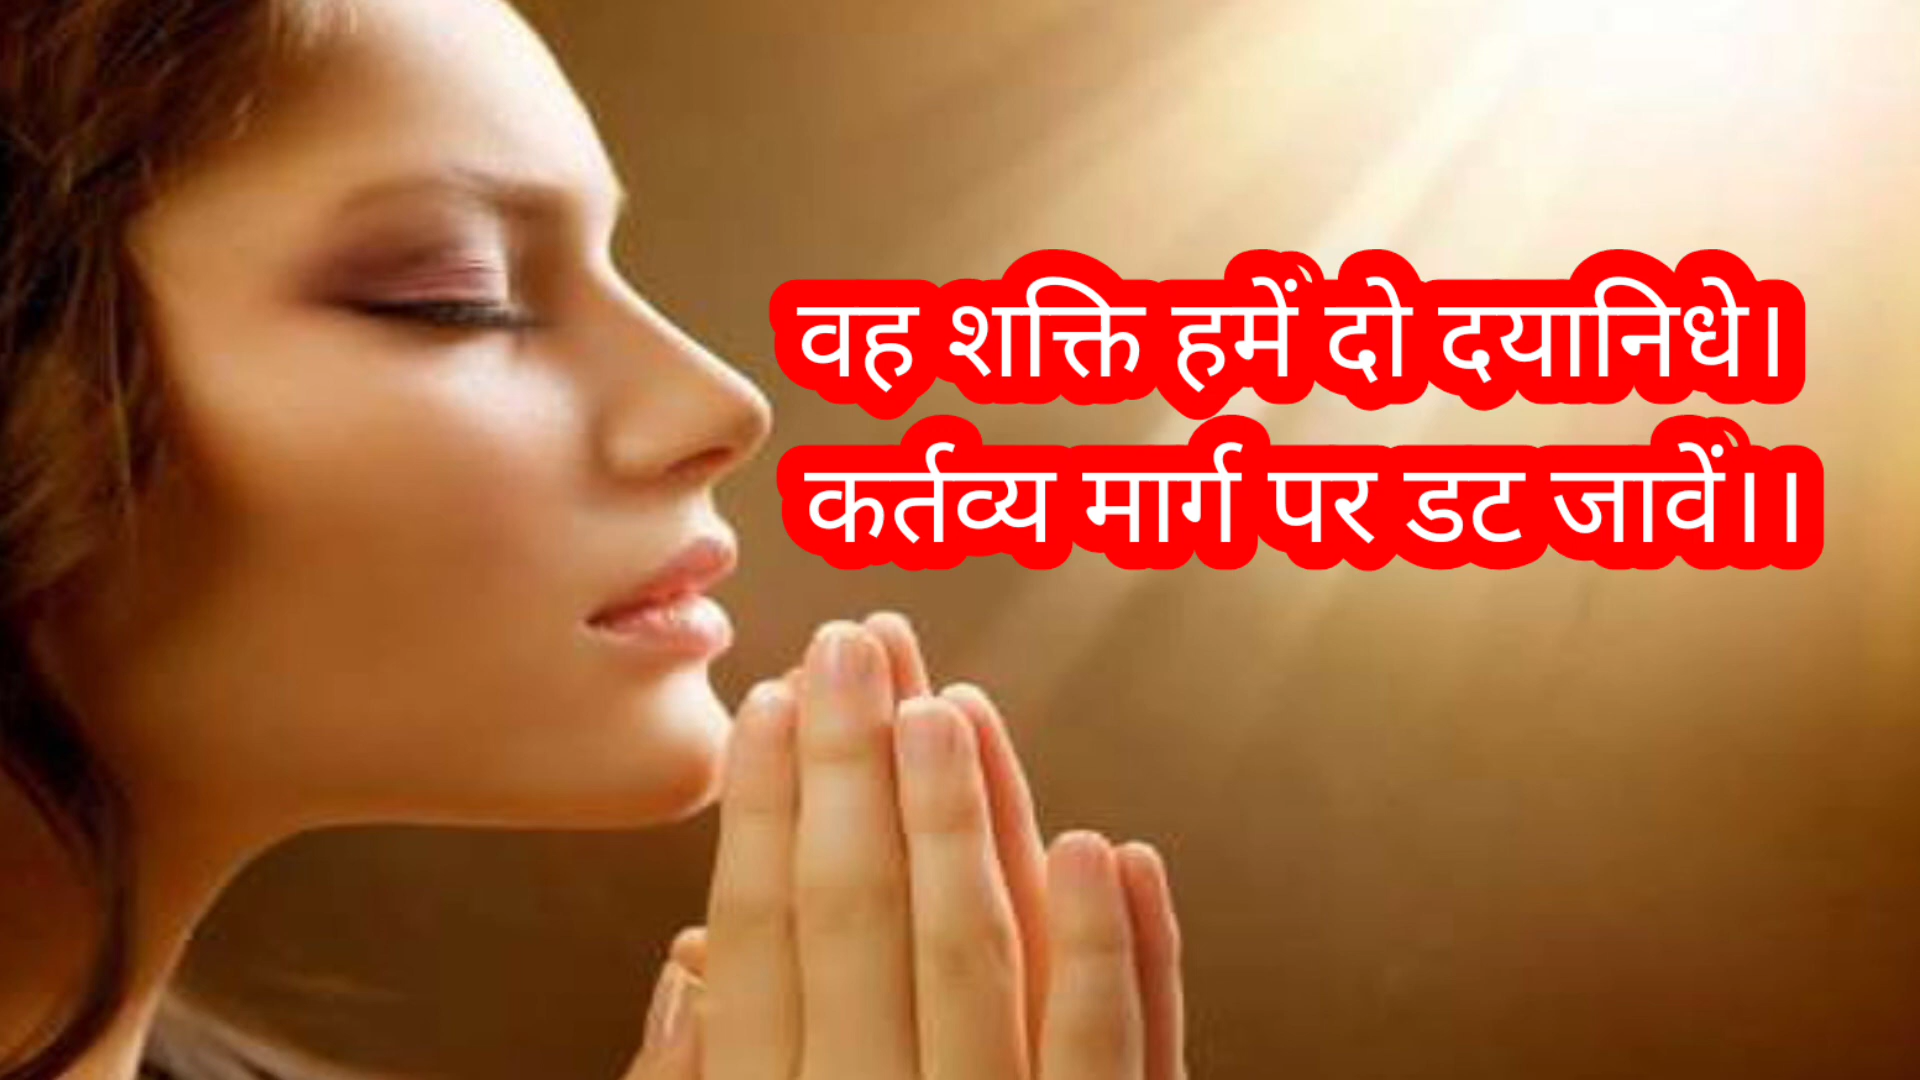 वह शक्ति हमें दो दयानिधे।
कर्तव्य मार्ग पर डट जावें।।